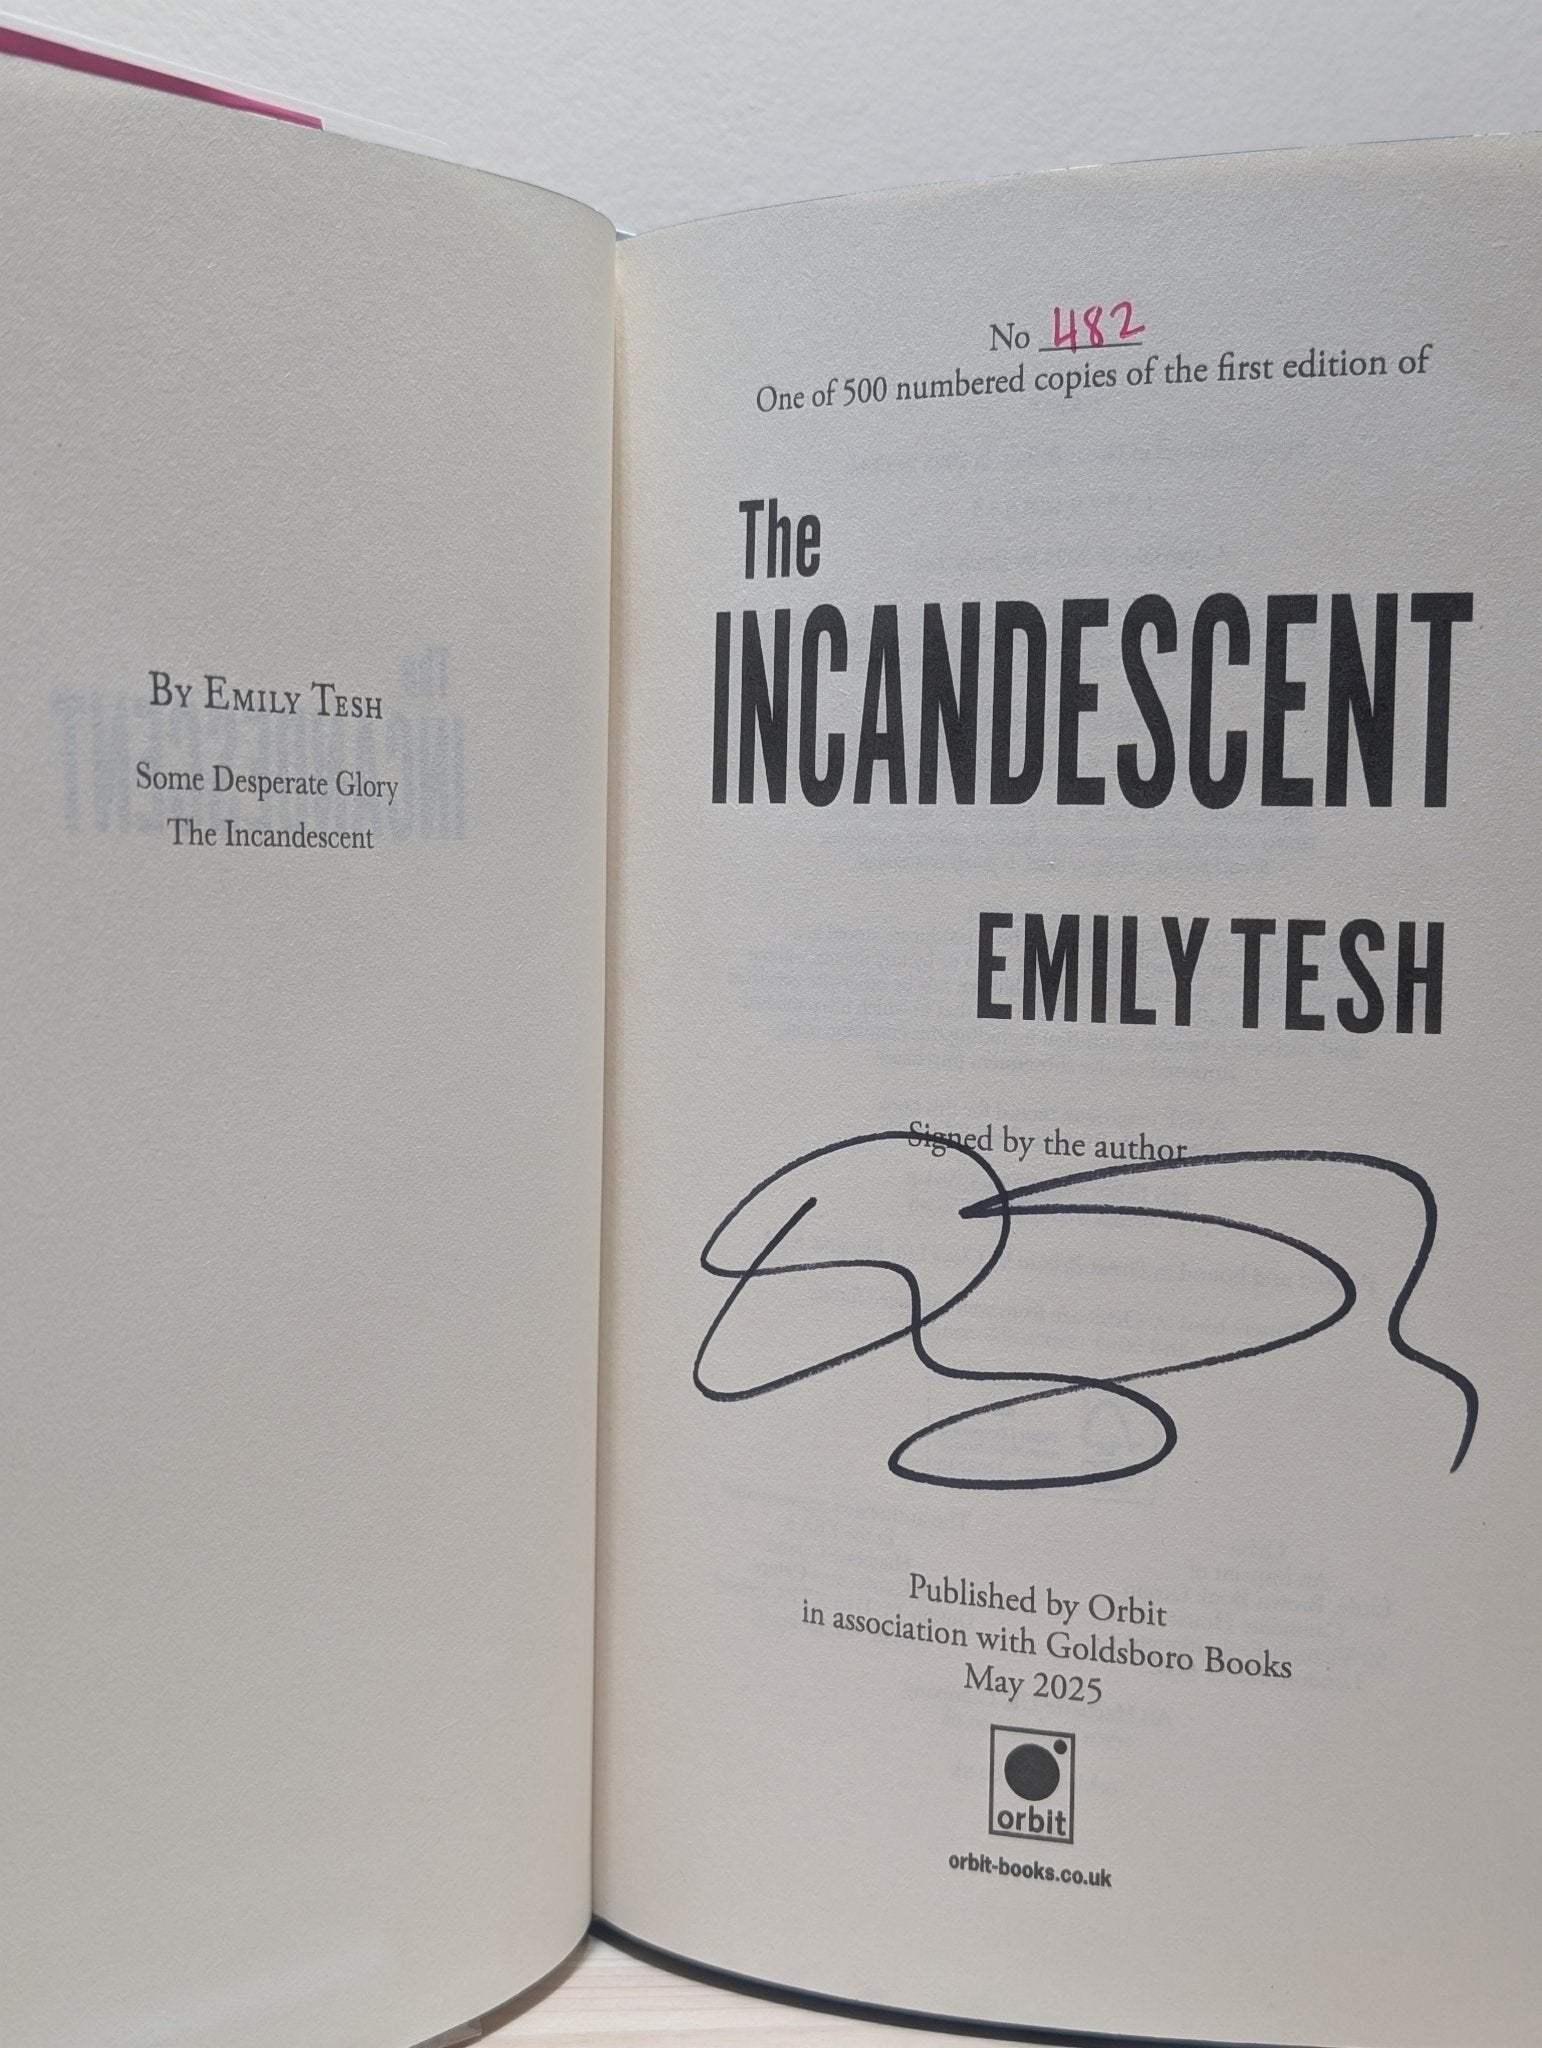 By Emily Tesh
Some Desperate Glory
The Incandescent
No 482
One of 500 numbered copies of the first edition of
The
INCANDESCENT
EMILY TESH
Signed by the author
Published by Orbit
in association with Goldsboro Books
May 2025
orbit
orbit-books.co.uk